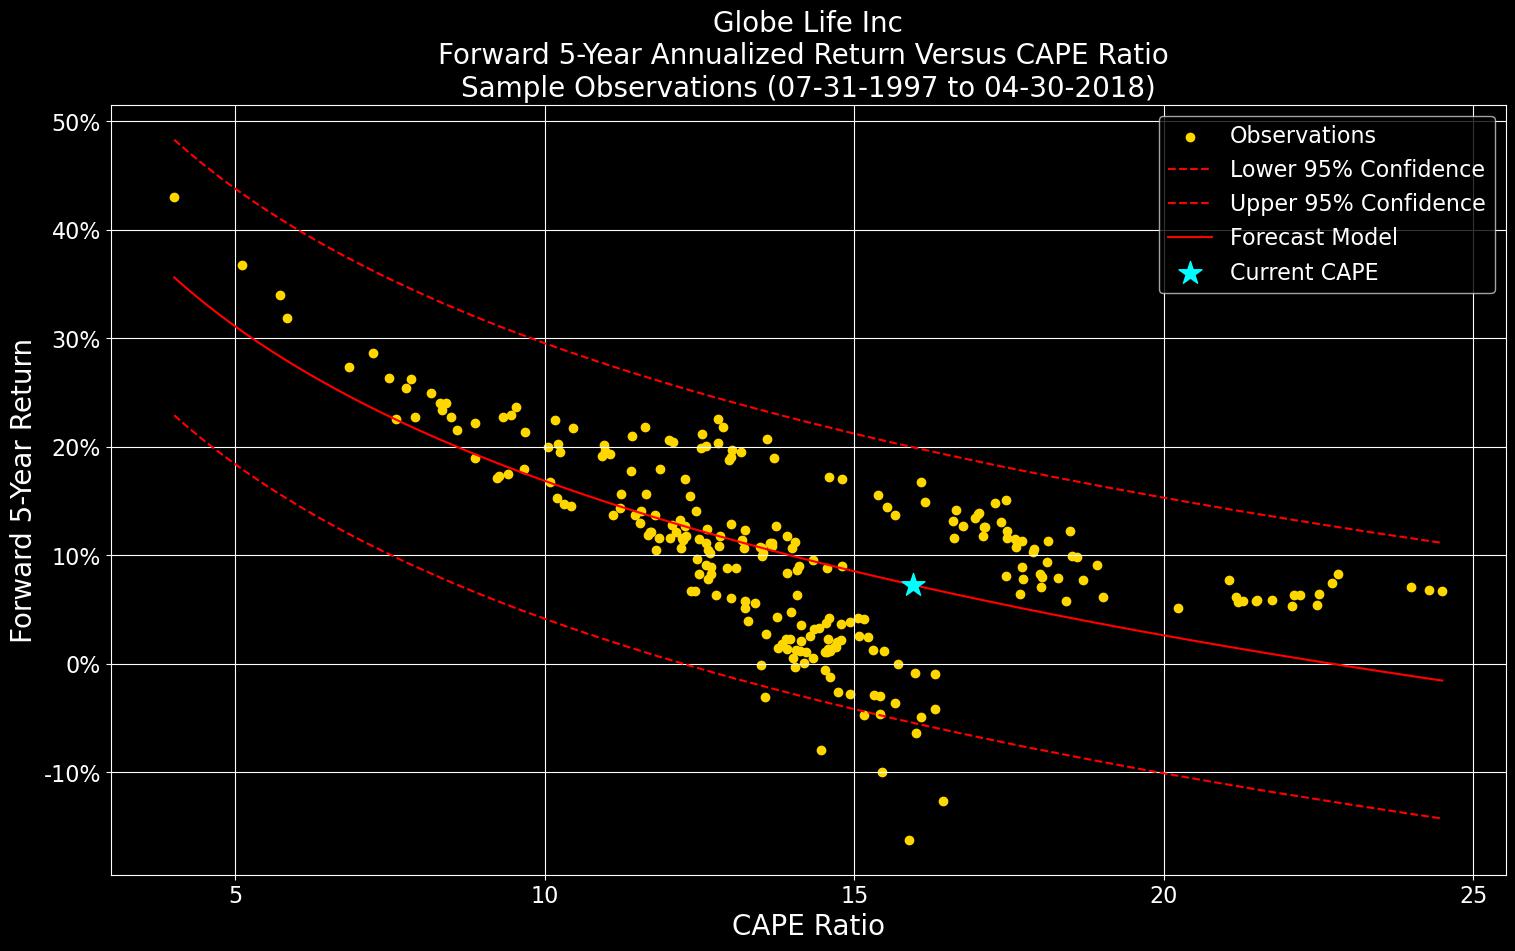 Globe Life Inc
Forward 5-Year Annualized Return Versus CAPE Ratio
Sample Observations (07-31-1997 to 04-30-2018)
Observations
Lower 95% Confidence
Upper 95% Confidence
Forecast Model
Current CAPE
Forward 5-Year Return
50%
40%
30%
20%
10%
0%
-10%
5 10 15 20 25
CAPE Ratio